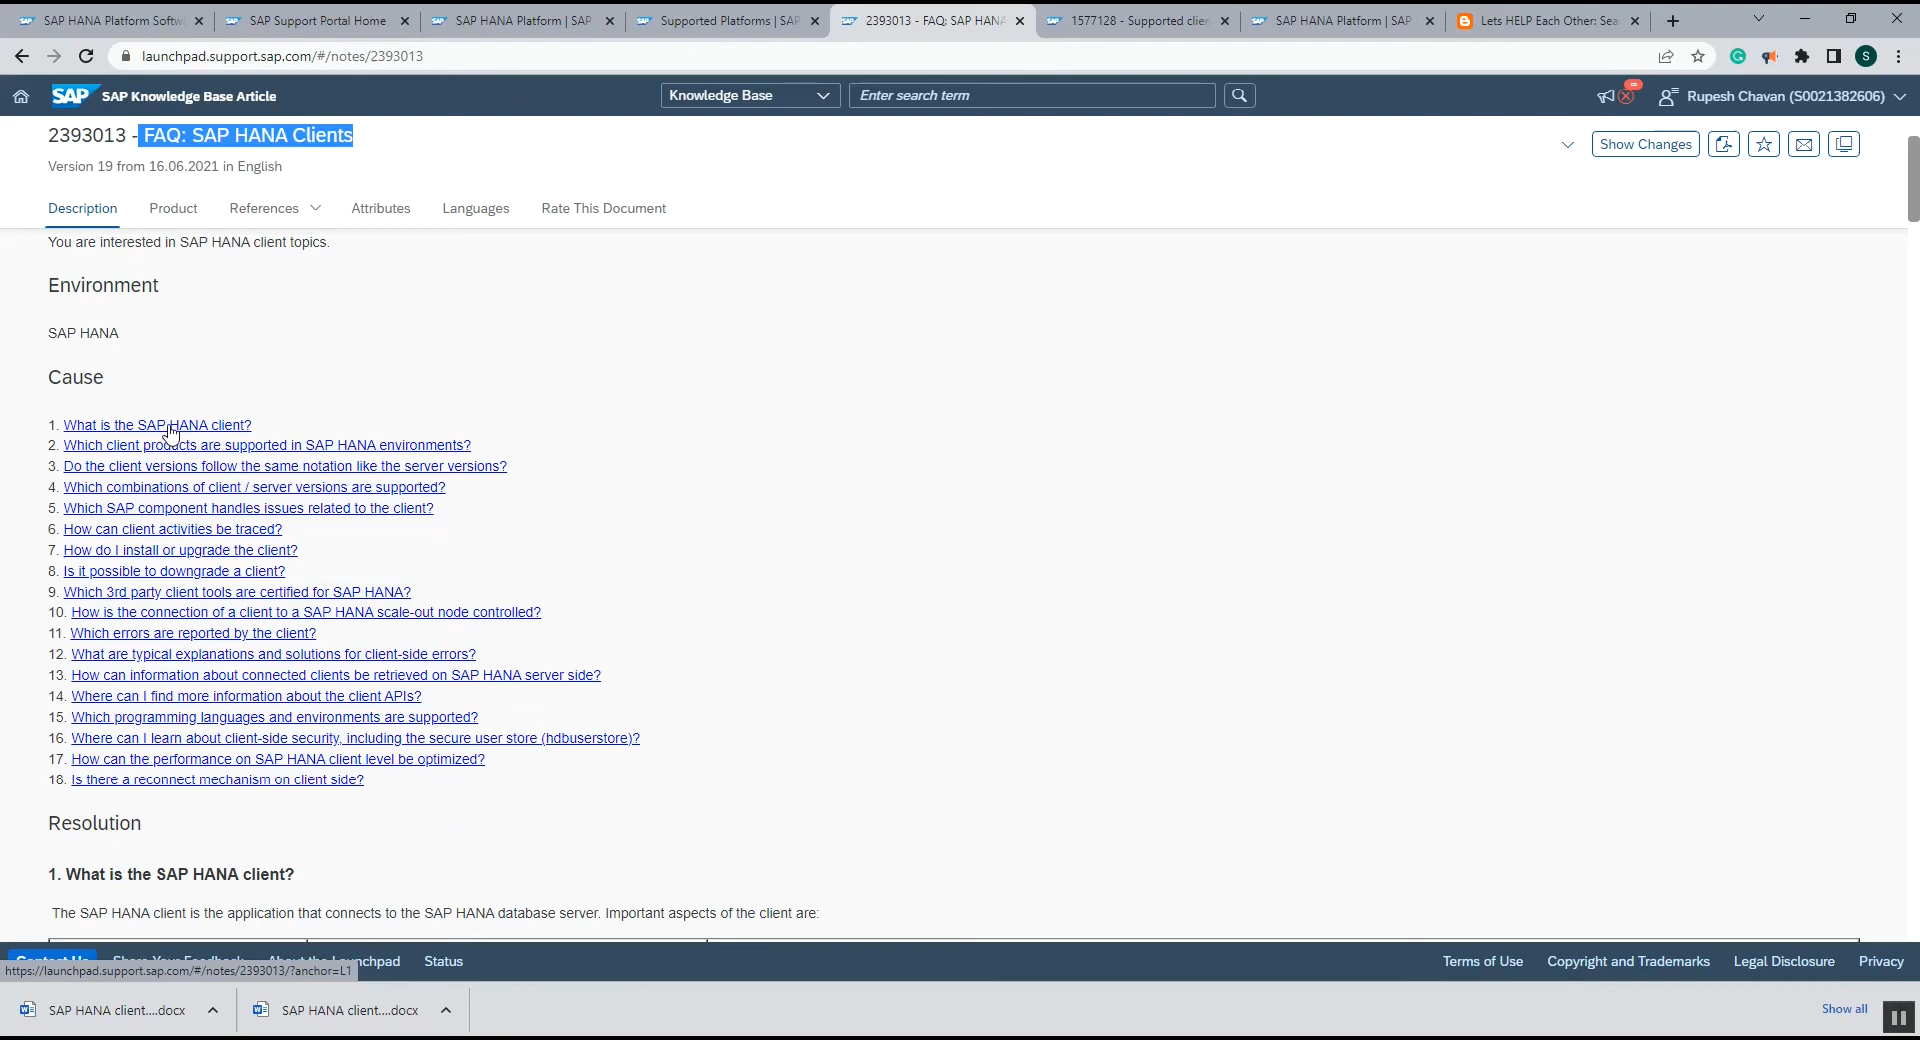 SAP HANA Platform Softw
SAP Support Portal Home
SAP HANA Platform | SAP
Supported Platforms | SAP
2393013 - FAQ: SAP HANA
1577128 - Supported clien
SAP HANA Platform | SAP
Lets HELP Each Other: Sea
launchpad.support.sap.com/#/notes/2393013
S
SAP SAP Knowledge Base Article
Knowledge Base
Enter search term
Rupesh Chavan (S0021382606)
2393013 - FAQ: SAP HANA Clients
Show Changes
Version 19 from 16.06.2021 in English
Description Product References Attributes Languages Rate This Document
You are interested in SAP HANA client topics.
Environment
SAP HANA
Cause
1. What is the SAP HANA client?
2. Which client products are supported in SAP HANA environments?
3. Do the client versions follow the same notation like the server versions?
4. Which combinations of client / server versions are supported?
5. Which SAP component handles issues related to the client?
6. How can client activities be traced?
7. How do I install or upgrade the client?
8. Is it possible to downgrade a client?
9. Which 3rd party client tools are certified for SAP HANA?
10. How is the connection of a client to a SAP HANA scale-out node controlled?
11. Which errors are reported by the client?
12. What are typical explanations and solutions for client-side errors?
13. How can information about connected clients be retrieved on SAP HANA server side?
14. Where can I find more information about the client APIs?
15. Which programming languages and environments are supported?
16. Where can I learn about client-side security, including the secure user store (hdbuserstore)?
17. How can the performance on SAP HANA client level be optimized?
18. Is there a reconnect mechanism on client side?
Resolution
1. What is the SAP HANA client?
The SAP HANA client is the application that connects to the SAP HANA database server. Important aspects of the client are:
Contact Us Share Your Feedback About the Launchpad Status Terms of Use Copyright and Trademarks Legal Disclosure Privacy
https://launchpad.support.sap.com/#/notes/2393013/?anchor=L1
SAP HANA client....docx
SAP HANA client....docx
Show all